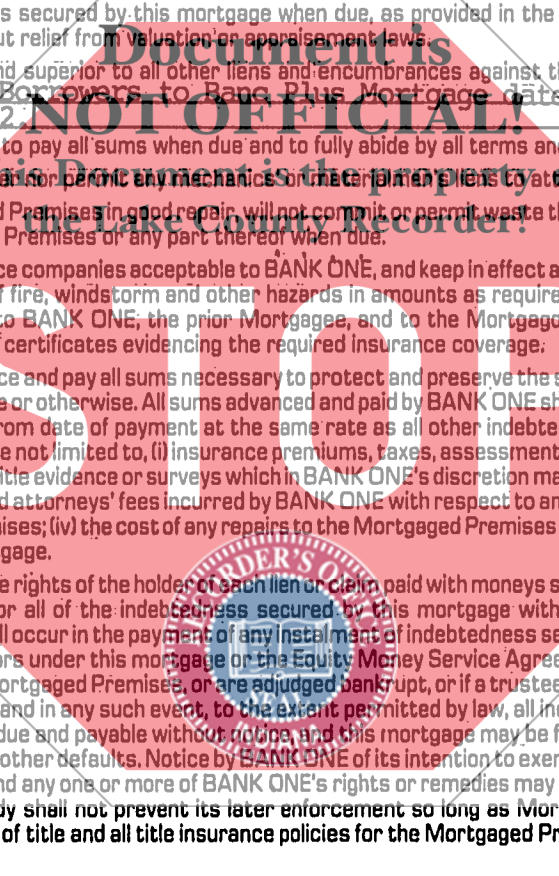 s secured by this mortgage when due, as provided in the
ut relief from valuation or appraisement laws.
Document is
nd superior to all other liens and encumbrances against th
Borrowers to Banc Plus Mortgage date
2.
NOT OFFICIAL!
to pay all sums when due and to fully abide by all terms and
This Document is the property
nor permit any mechanic's or materialmen's liens to att
d Premises in good repair, will not commit or permit waste th
the Lake County Recorder!
Premises or any part thereof when due.
ce companies acceptable to BANK ONE, and keep in effect a
f fire, windstorm and other hazards in amounts as require
to BANK ONE, the prior Mortgagee, and to the Mortgago
certificates evidencing the required insurance coverage.
STOP
ce and pay all sums necessary to protect and preserve the s
e or otherwise. All sums advanced and paid by BANK ONE sh
rom date of payment at the same rate as all other indebte
e not limited to, (i) insurance premiums, taxes, assessment
itle evidence or surveys which in BANK ONE's discretion ma
d attorneys' fees incurred by BANK ONE with respect to an
ises; (iv) the cost of any repairs to the Mortgaged Premises
gage.
e rights of the holder of each lien or claim paid with moneys s
or all of the indebtedness secured by this mortgage with
ll occur in the payment of any instalment of indebtedness se
ors under this mortgage or the Equity Money Service Agree
ortgaged Premises, or are adjudged bankrupt, or if a trustee
and in any such event, to the extent permitted by law, all in
due and payable without notice, and this mortgage may be f
other defaults. Notice by BANK ONE of its intention to exer
nd any one or more of BANK ONE's rights or remedies may
dy shall not prevent its later enforcement so long as Mor
of title and all title insurance policies for the Mortgaged Pr
RECORDER'S OFFICE